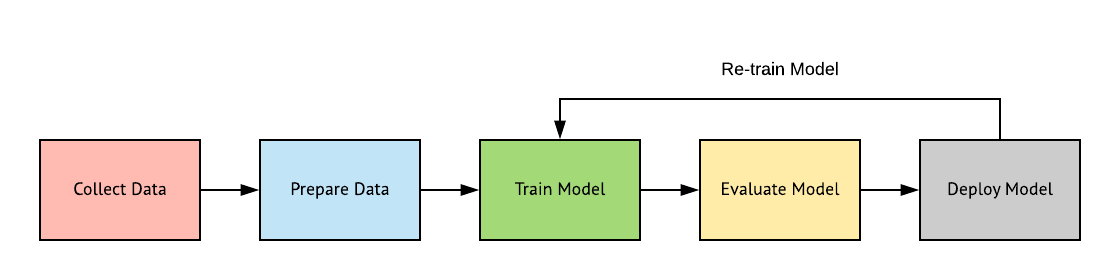 Re-train Model
Collect Data
Prepare Data
Train Model
Evaluate Model
Deploy Model